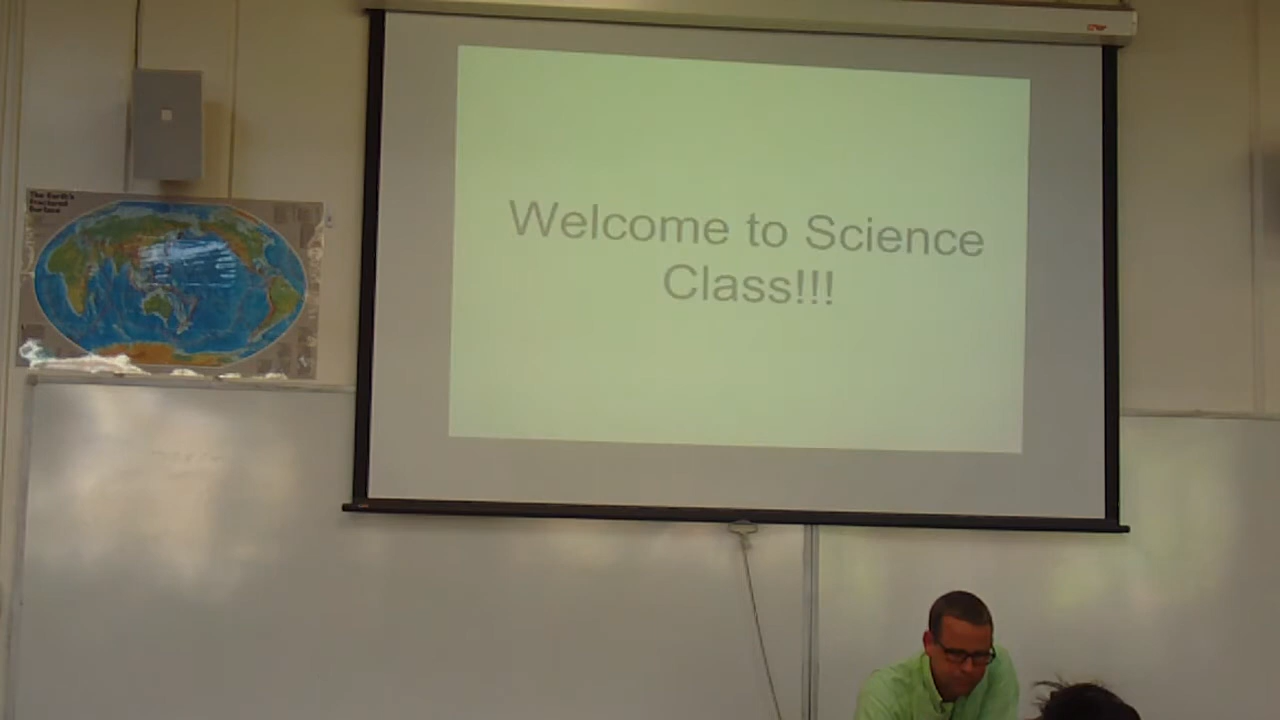 The Earth's
Fractured
Surface
Welcome to Science
Class!!!